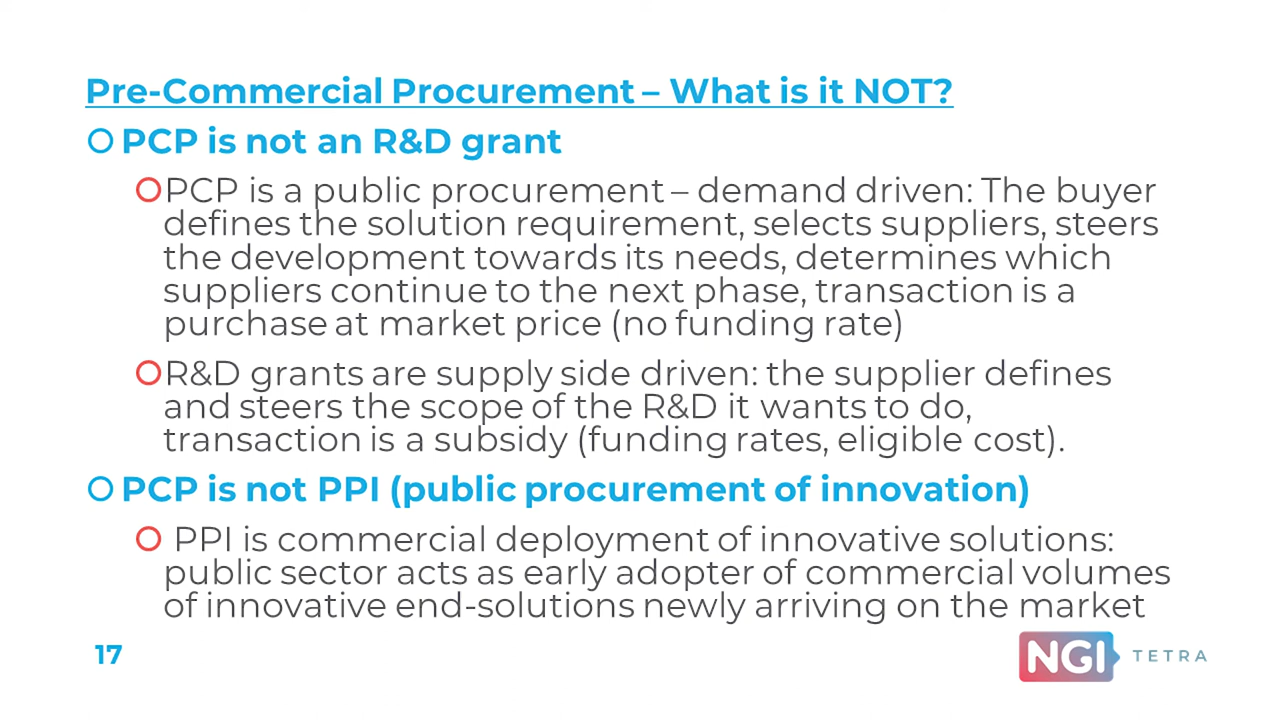 Pre-Commercial Procurement – What is it NOT?
PCP is not an R&D grant
PCP is a public procurement – demand driven: The buyer
defines the solution requirement, selects suppliers, steers
the development towards its needs, determines which
suppliers continue to the next phase, transaction is a
purchase at market price (no funding rate)
R&D grants are supply side driven: the supplier defines
and steers the scope of the R&D it wants to do,
transaction is a subsidy (funding rates, eligible cost).
PCP is not PPI (public procurement of innovation)
PPI is commercial deployment of innovative solutions:
public sector acts as early adopter of commercial volumes
of innovative end-solutions newly arriving on the market
17
NGI TETRA